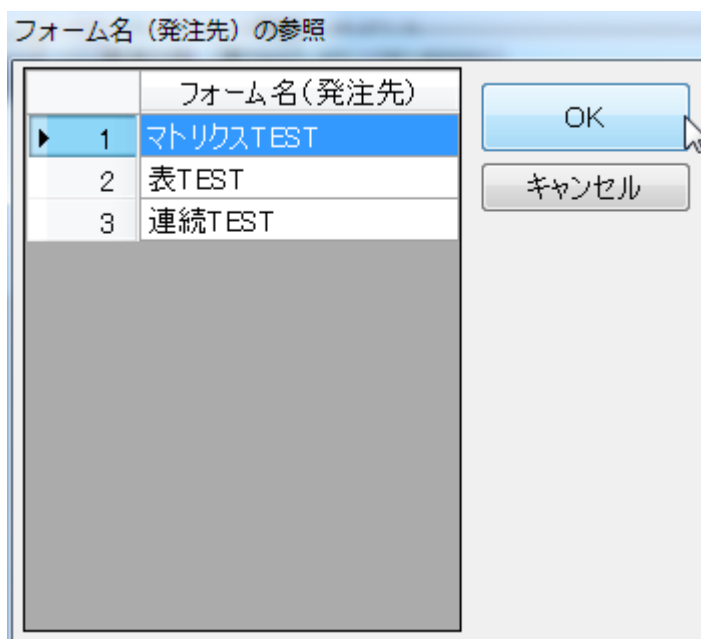 フォーム名（発注先）の参照
フォーム名(発注先)
1 マトリクスTEST
2 表TEST
3 連続TEST
OK
キャンセル